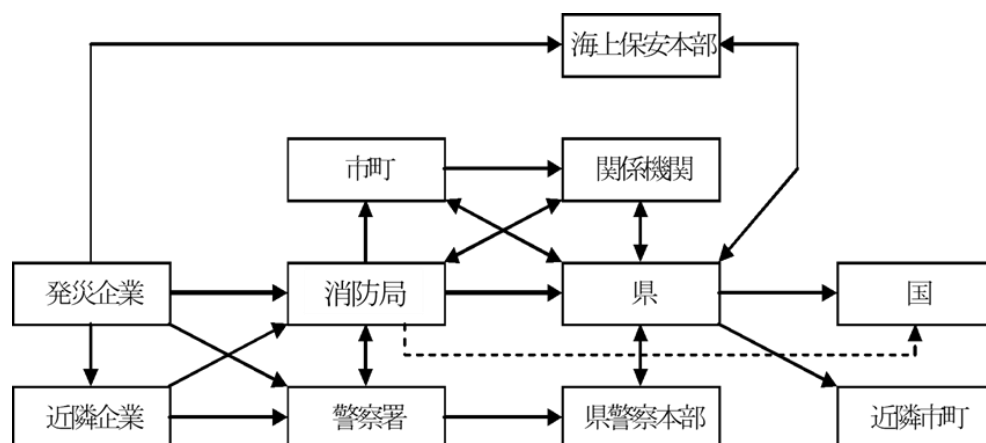 海上保安本部
市町
関係機関
発災企業
消防局
県
国
近隣企業
警察署
県警察本部
近隣市町